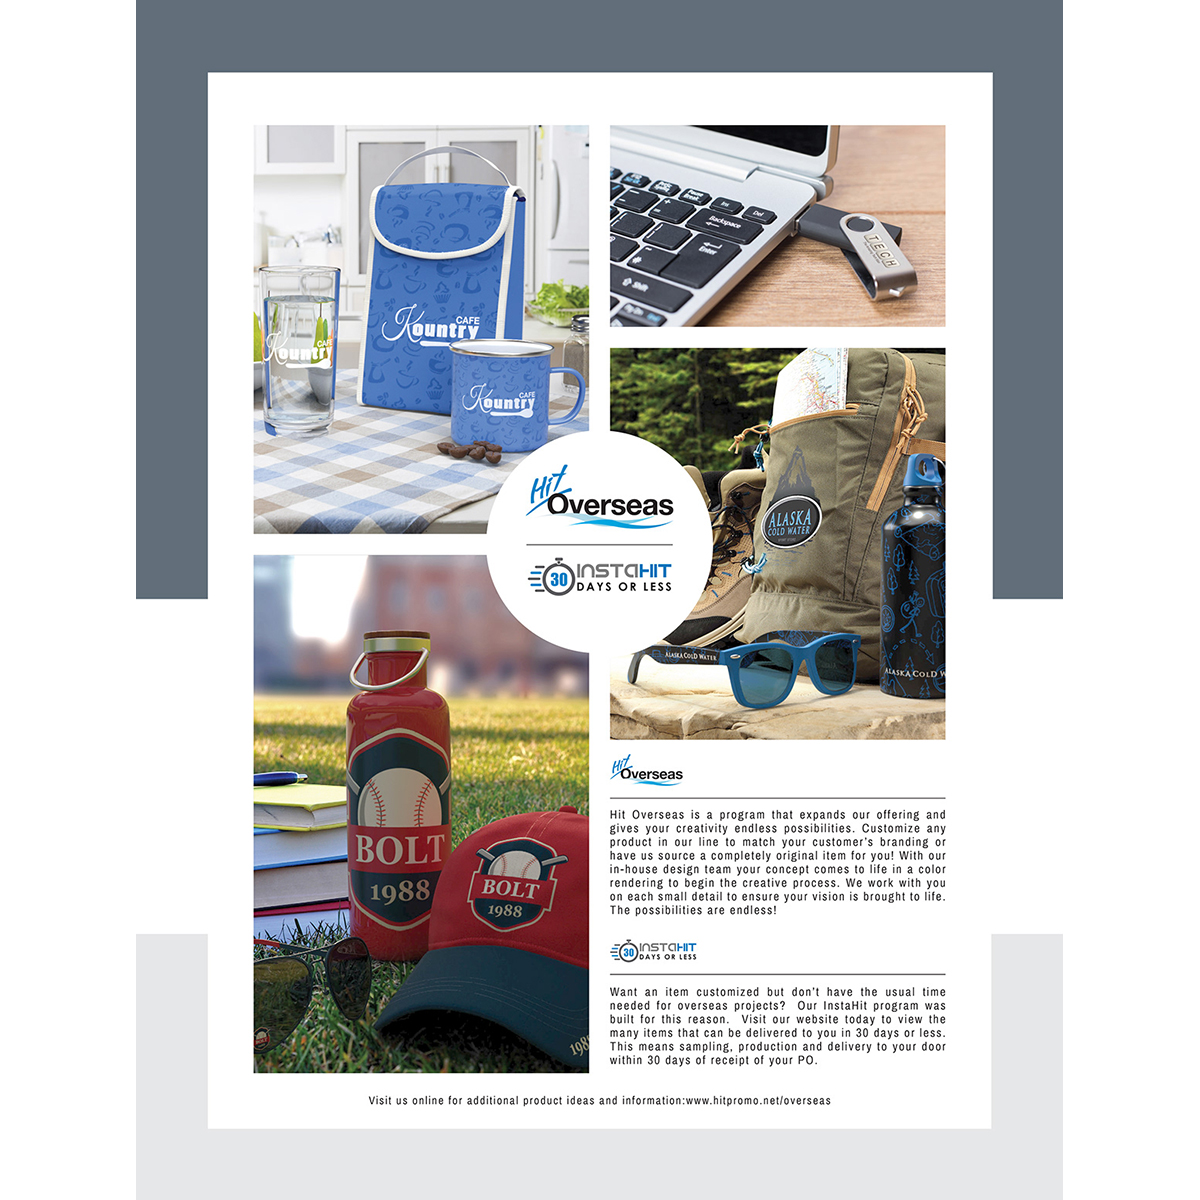 CAFE
Kountry
CAFE
Kountry
CAFE
Kountry
Backspace
Enter
Shift
Ins
Del
TECH
Hit
Overseas
30
INSTAHIT
DAYS OR LESS
ALASKA
COLD WATER
ALASKA COLD WATER
ALASKA COLD W
BOLT
1988
BOLT
1988
BOLT
198
Hit
Overseas
Hit Overseas is a program that expands our offering and
gives your creativity endless possibilities. Customize any
product in our line to match your customer's branding or
have us source a completely original item for you! With our
in-house design team your concept comes to life in a color
rendering to begin the creative process. We work with you
on each small detail to ensure your vision is brought to life.
The possibilities are endless!
30
INSTAHIT
DAYS OR LESS
Want an item customized but don't have the usual time
needed for overseas projects?  Our InstaHit program was
built for this reason.  Visit our website today to view the
many items that can be delivered to you in 30 days or less.
This means sampling, production and delivery to your door
within 30 days of receipt of your PO.
Visit us online for additional product ideas and information:www.hitpromo.net/overseas